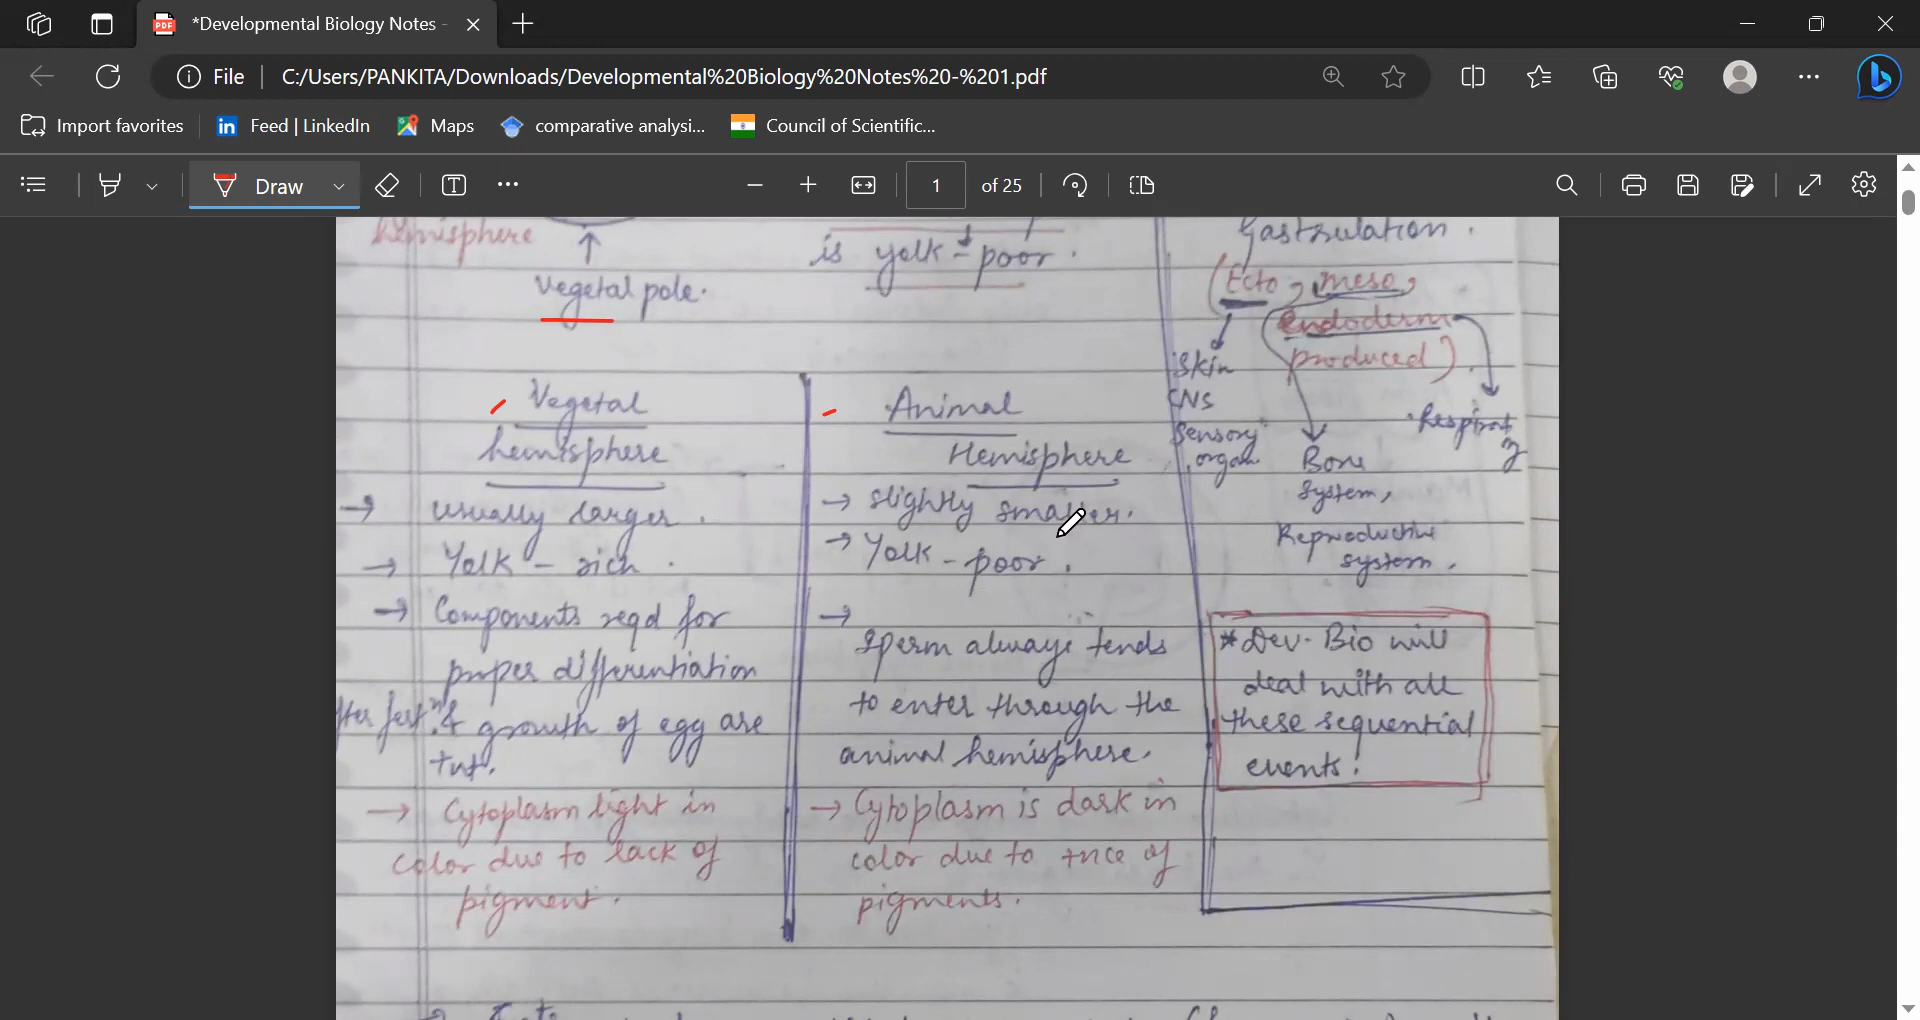 *Developmental Biology Notes -
File
C:/Users/PANKITA/Downloads/Developmental%20Biology%20Notes%20-%201.pdf
Import favorites
Feed | LinkedIn
Maps
comparative analysi...
Council of Scientific...
Draw
1 of 25
hemisphere
Vegetal pole.
is yolk - poor.
Gastrulation.
(Ecto, meso,
endoderm
produced).
Skin
CNS
Sensory
organ
Bone
system,
Reproductive
system.
Respirat
Vegetal
hemisphere
→ usually larger.
→ Yolk - rich.
→ Components reqd for
proper differentiation
& growth of egg are
Cytoplasm light in
color due to lack of
pigment.
Animal
Hemisphere
→ slightly smaller.
→ Yolk - poor.
→
Sperm always tends
to enter through the
animal hemisphere.
→ Cytoplasm is dark in
color due to +nce of
pigments.
* Dev. Bio will
deal with all
these sequential
events!